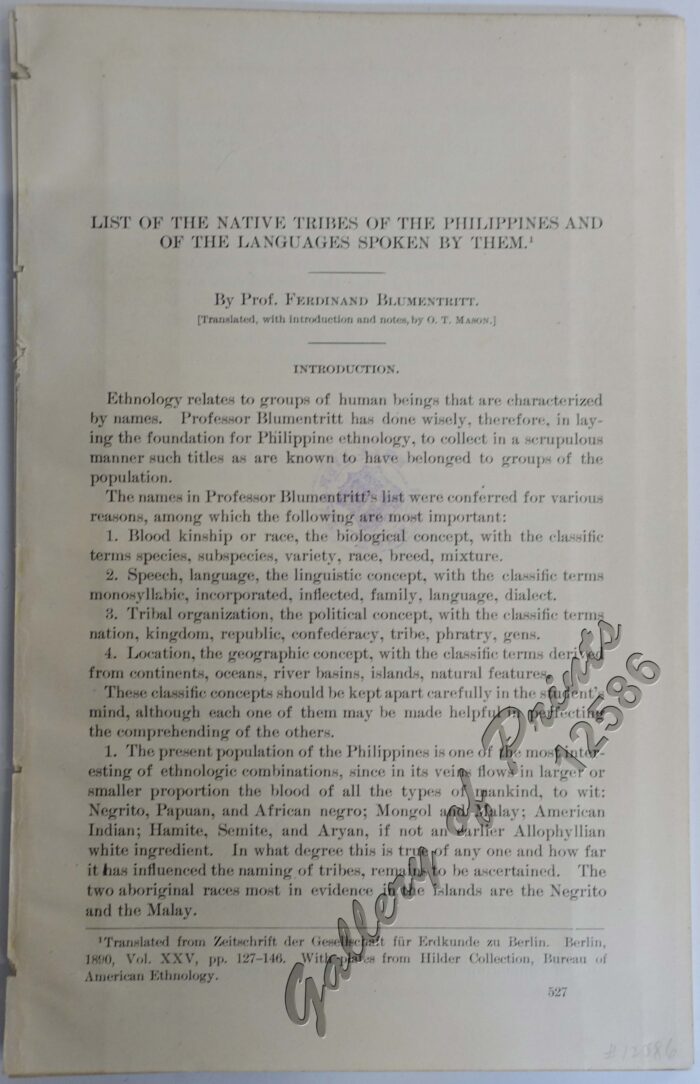 LIST OF THE NATIVE TRIBES OF THE PHILIPPINES AND
OF THE LANGUAGES SPOKEN BY THEM.¹
By Prof. FERDINAND BLUMENTRITT.
[Translated, with introduction and notes, by O. T. MASON.]
INTRODUCTION.
Ethnology relates to groups of human beings that are characterized
by names. Professor Blumentritt has done wisely, therefore, in lay-
ing the foundation for Philippine ethnology, to collect in a scrupulous
manner such titles as are known to have belonged to groups of the
population.
The names in Professor Blumentritt's list were conferred for various
reasons, among which the following are most important:
1. Blood kinship or race, the biological concept, with the classific
terms species, subspecies, variety, race, breed, mixture.
2. Speech, language, the linguistic concept, with the classific terms
monosyllabic, incorporated, inflected, family, language, dialect.
3. Tribal organization, the political concept, with the classific terms
nation, kingdom, republic, confederacy, tribe, phratry, gens.
4. Location, the geographic concept, with the classific terms derived
from continents, oceans, river basins, islands, natural features.
These classific concepts should be kept apart carefully in the student's
mind, although each one of them may be made helpful in perfecting
the comprehending of the others.
1. The present population of the Philippines is one of the most inter-
esting of ethnologic combinations, since in its veins flows in larger or
smaller proportion the blood of all the types of mankind, to wit:
Negrito, Papuan, and African negro; Mongol and Malay; American
Indian; Hamite, Semite, and Aryan, if not an earlier Allophyllian
white ingredient. In what degree this is true of any one and how far
it has influenced the naming of tribes, remains to be ascertained. The
two aboriginal races most in evidence in the islands are the Negrito
and the Malay.
¹Translated from Zeitschrift der Gesellschaft für Erdkunde zu Berlin. Berlin,
1890, Vol. XXV, pp. 127-146. With plates from Hilder Collection, Bureau of
American Ethnology.
527
#12586
Gallery of Prints
12586